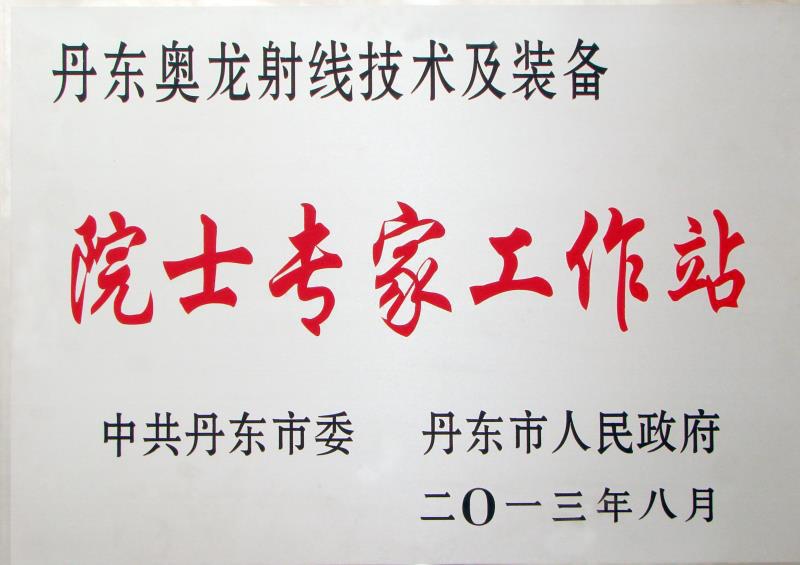 丹东奥龙射线技术及装备
院士专家工作站
中共丹东市委 丹东市人民政府
二〇一三年八月